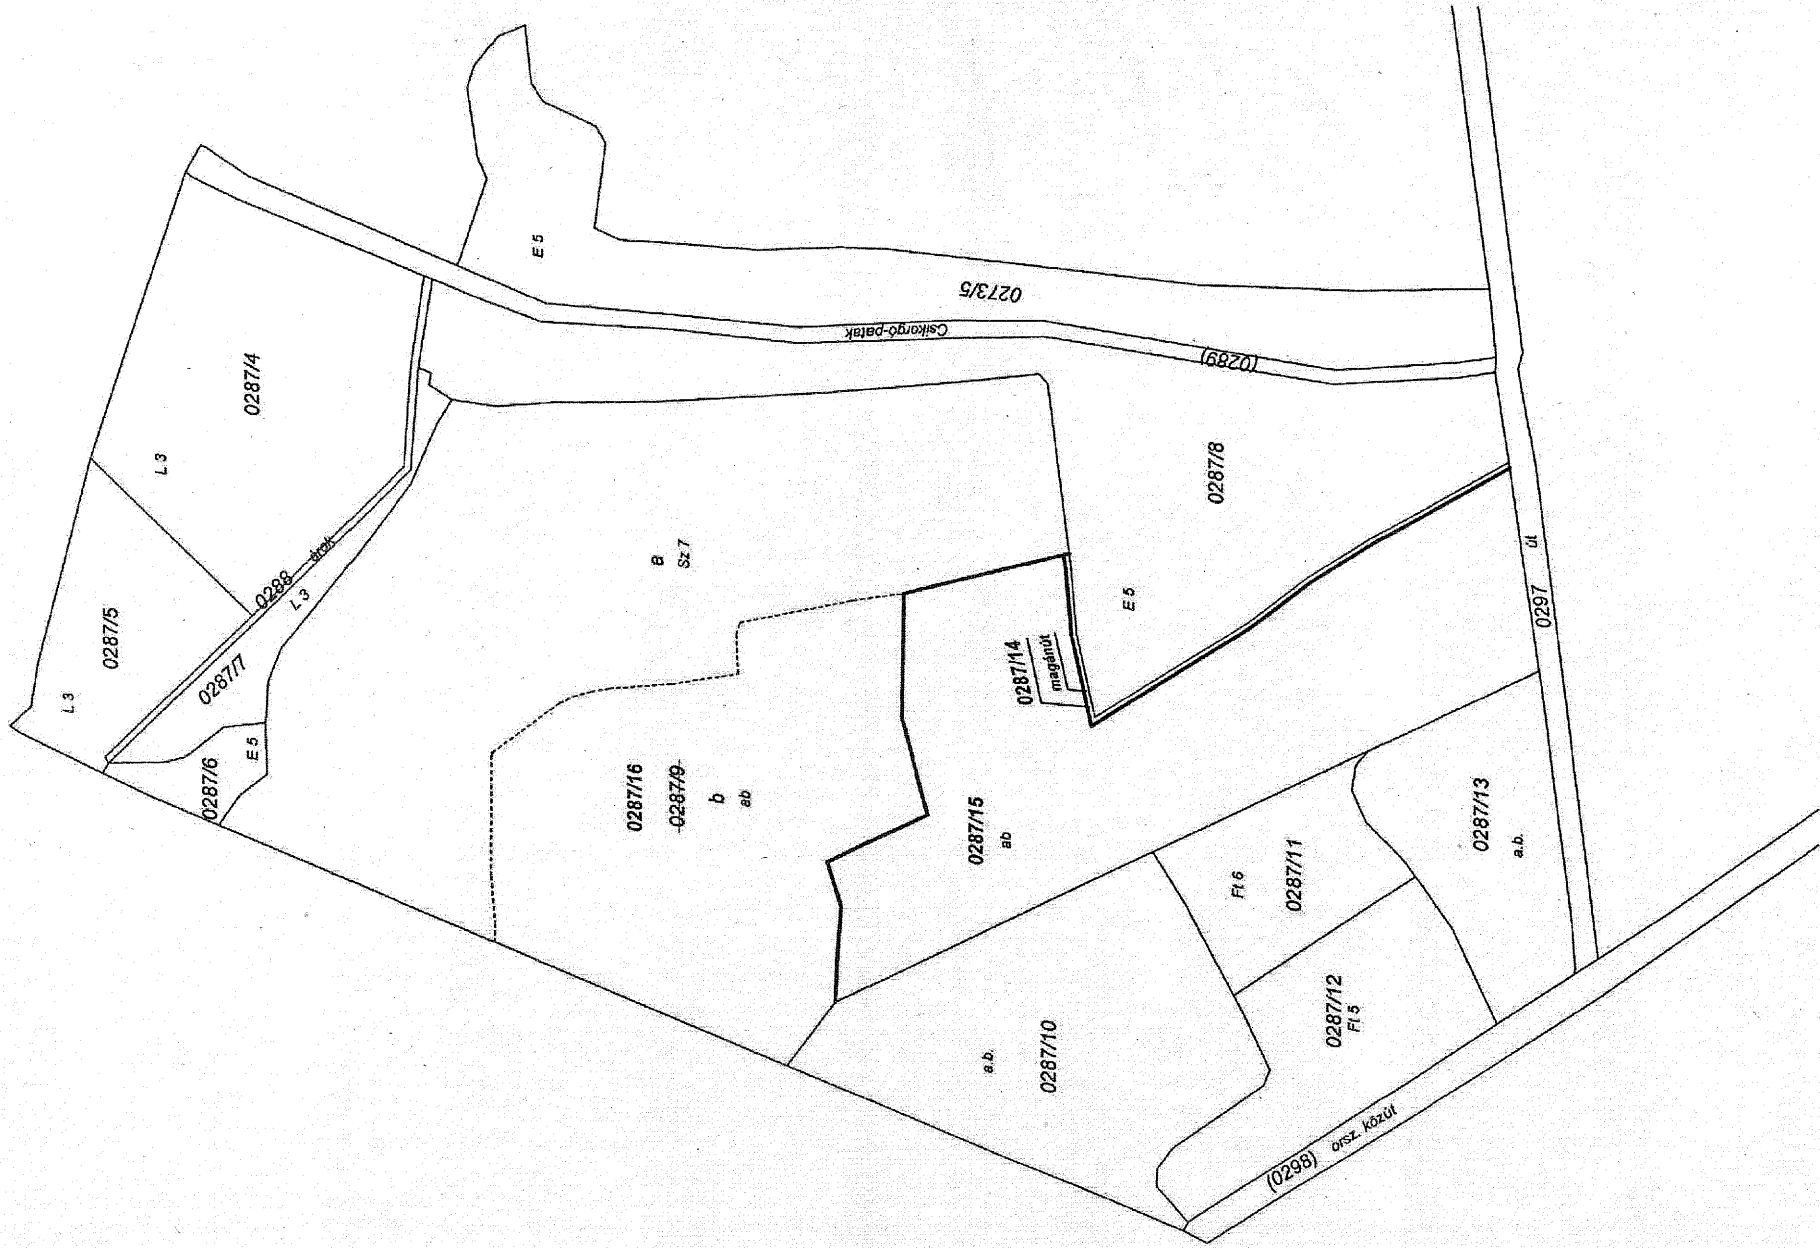 E 5
0273/5
Csikorgó-patak
(0289)
0287/4
L 3
0287/5
L 3
0288
árok
L 3
0287/7
0287/6
E 5
a
Sz 7
0287/8
E 5
0287/14
magánút
0287/16
0287/9
b
ab
0287/15
ab
0297
út
0287/13
a.b.
Ft 6
0287/11
0287/12
Ft 5
a.b.
0287/10
(0298)
orsz. közút